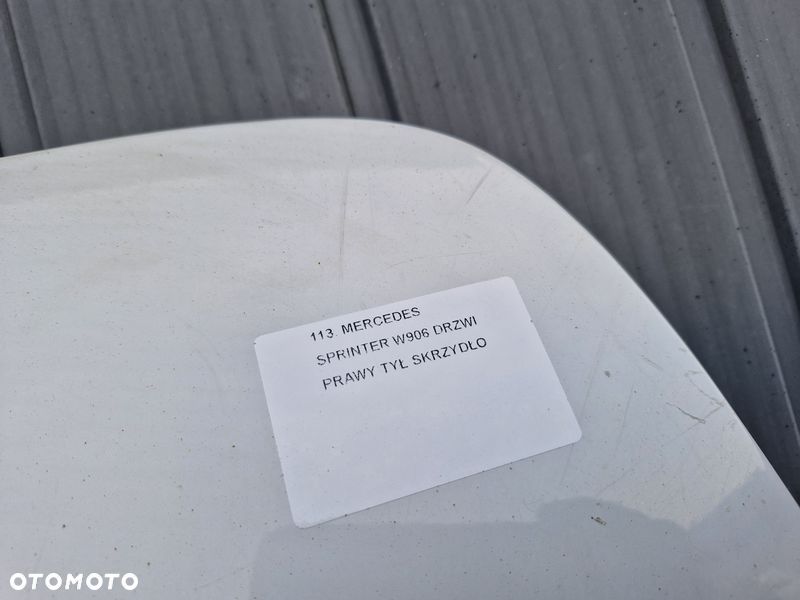 113. MERCEDES
SPRINTER W906 DRZWI
PRAWY TYŁ SKRZYDŁO
OTOMOTO